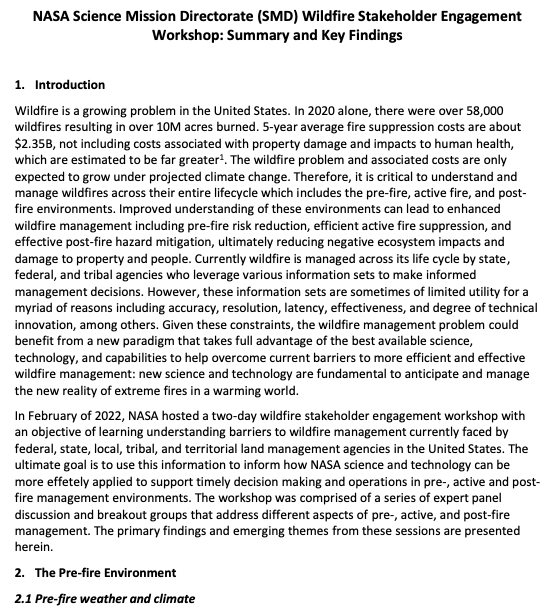 NASA Science Mission Directorate (SMD) Wildfire Stakeholder Engagement
Workshop: Summary and Key Findings
1. Introduction
Wildfire is a growing problem in the United States. In 2020 alone, there were over 58,000
wildfires resulting in over 10M acres burned. 5-year average fire suppression costs are about
$2.35B, not including costs associated with property damage and impacts to human health,
which are estimated to be far greater¹. The wildfire problem and associated costs are only
expected to grow under projected climate change. Therefore, it is critical to understand and
manage wildfires across their entire lifecycle which includes the pre-fire, active fire, and post-
fire environments. Improved understanding of these environments can lead to enhanced
wildfire management including pre-fire risk reduction, efficient active fire suppression, and
effective post-fire hazard mitigation, ultimately reducing negative ecosystem impacts and
damage to property and people. Currently wildfire is managed across its life cycle by state,
federal, and tribal agencies who leverage various information sets to make informed
management decisions. However, these information sets are sometimes of limited utility for a
myriad of reasons including accuracy, resolution, latency, effectiveness, and degree of technical
innovation, among others. Given these constraints, the wildfire management problem could
benefit from a new paradigm that takes full advantage of the best available science,
technology, and capabilities to help overcome current barriers to more efficient and effective
wildfire management: new science and technology are fundamental to anticipate and manage
the new reality of extreme fires in a warming world.
In February of 2022, NASA hosted a two-day wildfire stakeholder engagement workshop with
an objective of learning understanding barriers to wildfire management currently faced by
federal, state, local, tribal, and territorial land management agencies in the United States. The
ultimate goal is to use this information to inform how NASA science and technology can be
more effetely applied to support timely decision making and operations in pre-, active and post-
fire management environments. The workshop was comprised of a series of expert panel
discussion and breakout groups that address different aspects of pre-, active, and post-fire
management. The primary findings and emerging themes from these sessions are presented
herein.
2. The Pre-fire Environment
2.1 Pre-fire weather and climate